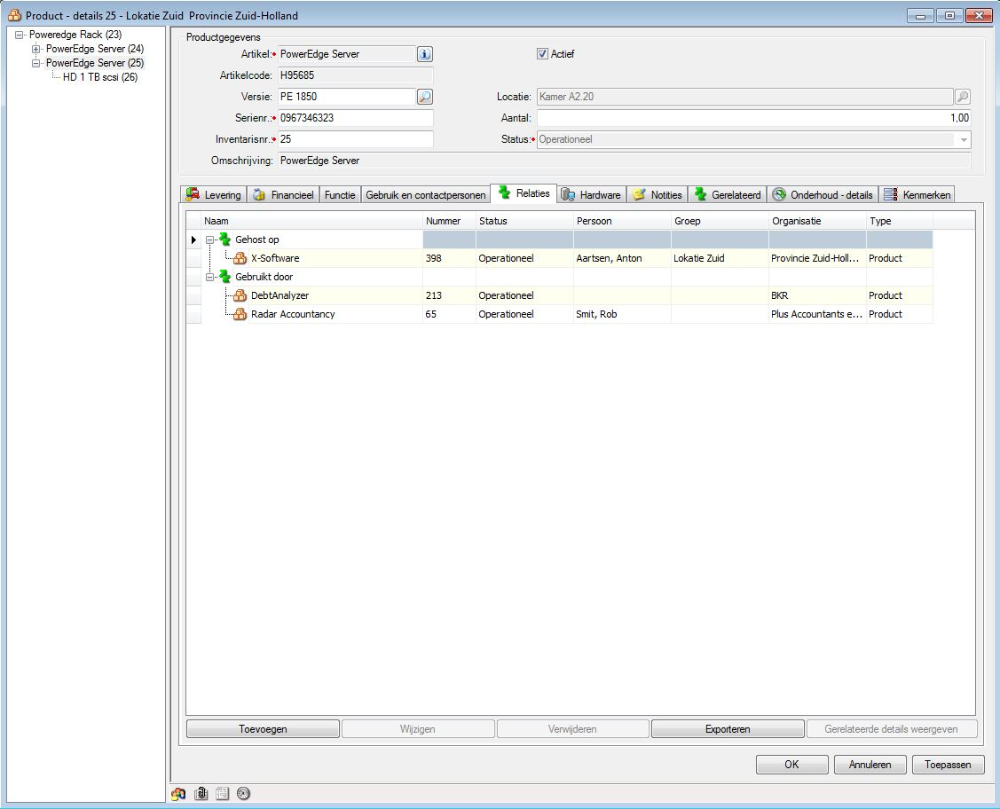 Product - details 25 - Lokatie Zuid  Provincie Zuid-Holland
Poweredge Rack (23)
PowerEdge Server (24)
PowerEdge Server (25)
HD 1 TB scsi (26)
Productgegevens
Artikel: PowerEdge Server Actief
Artikelcode: H95685
Versie: PE 1850 Locatie: Kamer A2.20
Serienr.: 0967346323 Aantal: 1,00
Inventarisnr.: 25 Status: Operationeel
Omschrijving: PowerEdge Server
Levering Financieel Functie Gebruik en contactpersonen Relaties Hardware Notities Gerelateerd Onderhoud - details Kenmerken
Naam Nummer Status Persoon Groep Organisatie Type
Gehost op
X-Software 398 Operationeel Aartsen, Anton Lokatie Zuid Provincie Zuid-Holl... Product
Gebruikt door
DebtAnalyzer 213 Operationeel BKR Product
Radar Accountancy 65 Operationeel Smit, Rob Plus Accountants e... Product
Toevoegen Wijzigen Verwijderen Exporteren Gerelateerde details weergeven
OK Annuleren Toepassen